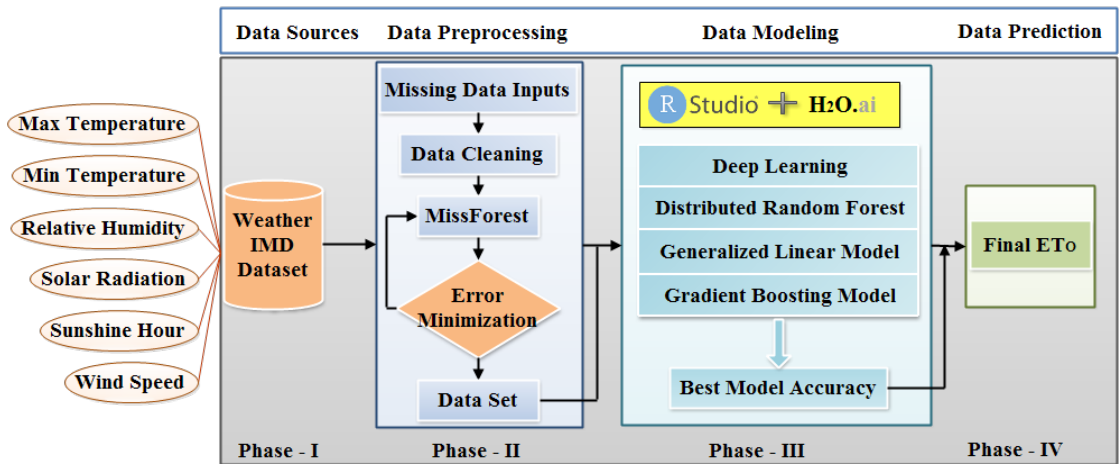 Data Sources
Data Preprocessing
Data Modeling
Data Prediction
Max Temperature
Min Temperature
Relative Humidity
Solar Radiation
Sunshine Hour
Wind Speed
Weather
IMD
Dataset
Missing Data Inputs
Data Cleaning
MissForest
Error
Minimization
Data Set
R Studio + H2O.ai
Deep Learning
Distributed Random Forest
Generalized Linear Model
Gradient Boosting Model
Best Model Accuracy
Final ETo
Phase - I
Phase - II
Phase - III
Phase - IV